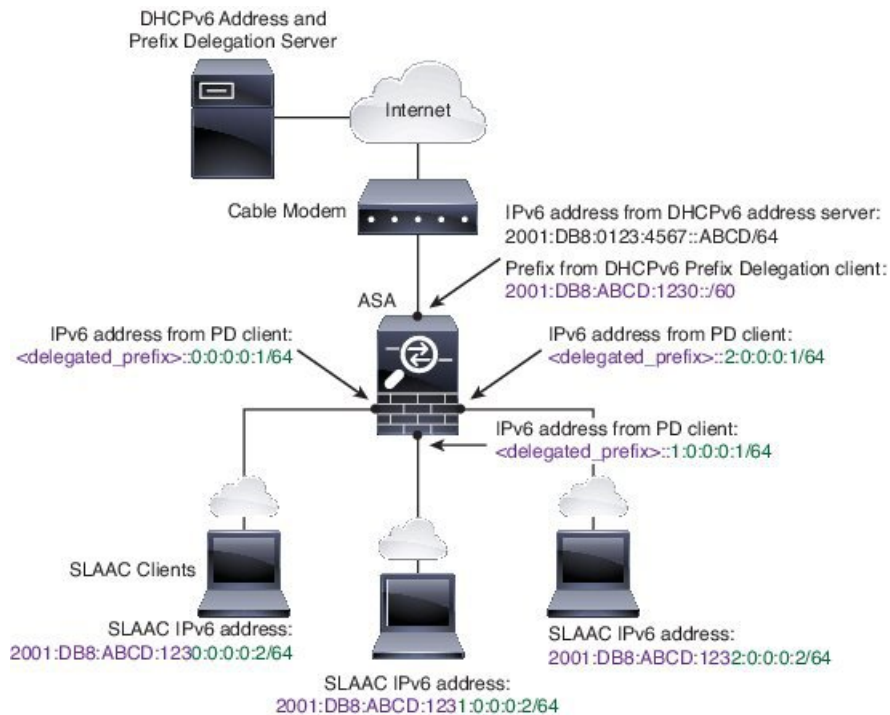 DHCPv6 Address and
Prefix Delegation Server
Internet
Cable Modem
IPv6 address from DHCPv6 address server:
2001:DB8:0123:4567::ABCD/64
Prefix from DHCPv6 Prefix Delegation client:
2001:DB8:ABCD:1230::/60
ASA
IPv6 address from PD client:
<delegated_prefix>::0:0:0:0:1/64
IPv6 address from PD client:
<delegated_prefix>::2:0:0:0:1/64
IPv6 address from PD client:
<delegated_prefix>::1:0:0:0:1/64
SLAAC Clients
SLAAC IPv6 address:
2001:DB8:ABCD:1230:0:0:0:2/64
SLAAC IPv6 address:
2001:DB8:ABCD:1231:0:0:0:2/64
SLAAC IPv6 address:
2001:DB8:ABCD:1232:0:0:0:2/64